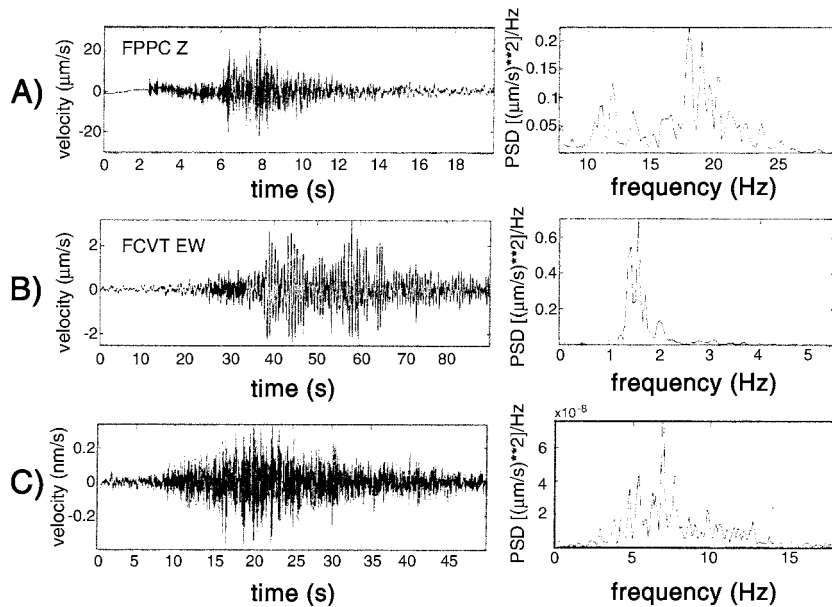 A)
FPPC Z
velocity (µm/s)
20
0
-20
0 2 4 6 8 10 12 14 16 18
time (s)
PSD [(µm/s)**2]/Hz
0.2
0.15
0.1
0.05
10 15 20 25
frequency (Hz)
B)
FCVT EW
velocity (µm/s)
2
0
-2
0 10 20 30 40 50 60 70 80
time (s)
PSD [(µm/s)**2]/Hz
0.6
0.4
0.2
0 1 2 3 4 5
frequency (Hz)
C)
velocity (nm/s)
0.2
0
-0.2
0 5 10 15 20 25 30 35 40 45
time (s)
x10 -8
PSD [(µm/s)**2]/Hz
6
4
2
0 5 10 15
frequency (Hz)